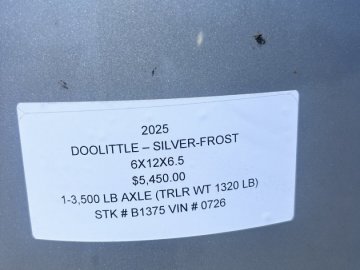 2025
DOOLITTLE – SILVER-FROST
6X12X6.5
$5,450.00
1-3,500 LB AXLE (TRLR WT 1320 LB)
STK # B1375 VIN # 0726